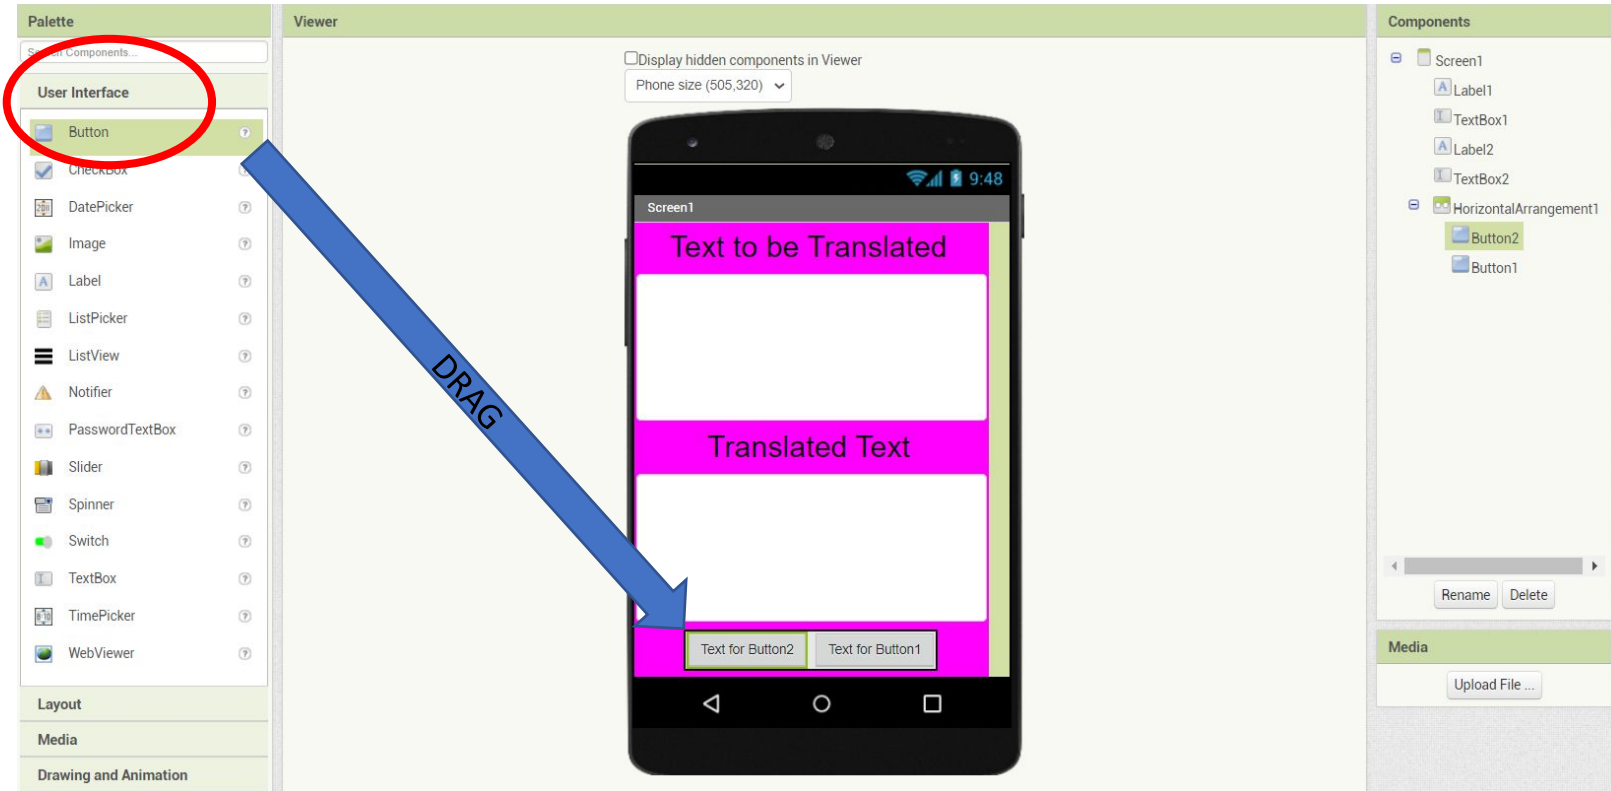 Palette
Search Components...
User Interface
Button
CheckBox
DatePicker
Image
Label
ListPicker
ListView
Notifier
PasswordTextBox
Slider
Spinner
Switch
TextBox
TimePicker
WebViewer
Layout
Media
Drawing and Animation
DRAG
Viewer
Display hidden components in Viewer
Phone size (505,320)
9:48
Screen1
Text to be Translated
Translated Text
Text for Button2
Text for Button1
Components
Screen1
Label1
TextBox1
Label2
TextBox2
HorizontalArrangement1
Button2
Button1
Rename
Delete
Media
Upload File ...